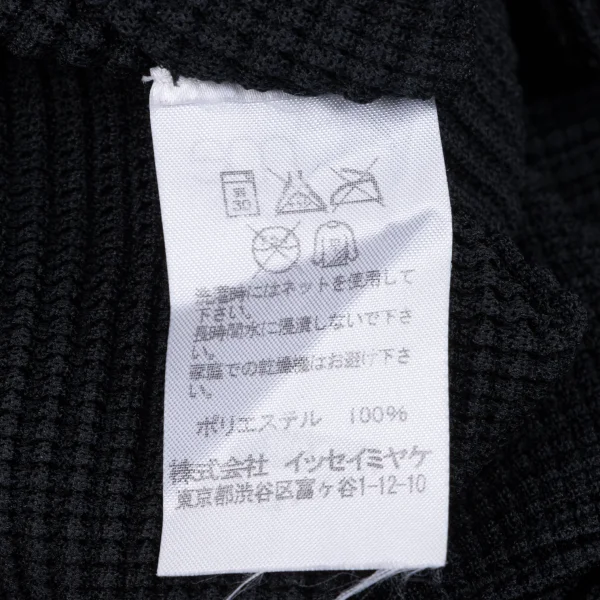 弱
30
洗濯時にはネットを使用して
下さい。
長時間水に浸漬しないで下さ
い。
家庭での乾燥機はお避け下さ
い。
ポリエステル 100%
株式会社 イッセイミヤケ
東京都渋谷区富ヶ谷1-12-10